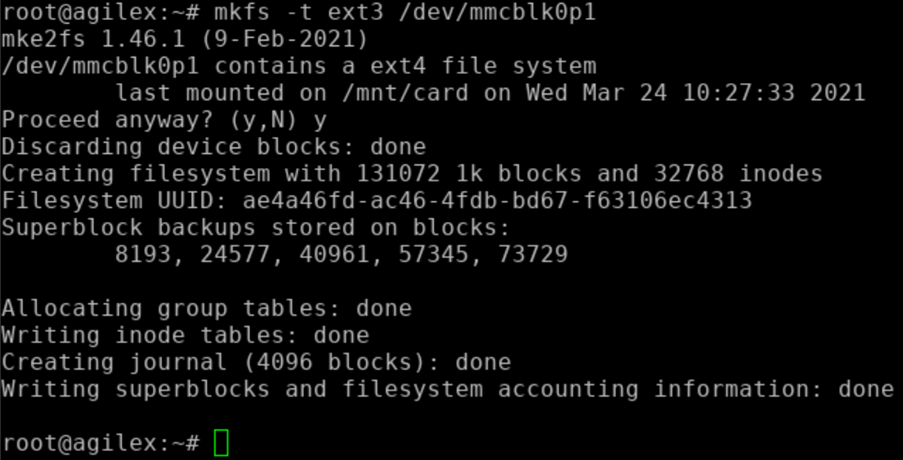 root@agilex:~# mkfs -t ext3 /dev/mmcblk0p1
mke2fs 1.46.1 (9-Feb-2021)
/dev/mmcblk0p1 contains a ext4 file system
        last mounted on /mnt/card on Wed Mar 24 10:27:33 2021
Proceed anyway? (y,N) y
Discarding device blocks: done
Creating filesystem with 131072 1k blocks and 32768 inodes
Filesystem UUID: ae4a46fd-ac46-4fdb-bd67-f63106ec4313
Superblock backups stored on blocks:
        8193, 24577, 40961, 57345, 73729

Allocating group tables: done
Writing inode tables: done
Creating journal (4096 blocks): done
Writing superblocks and filesystem accounting information: done

root@agilex:~#